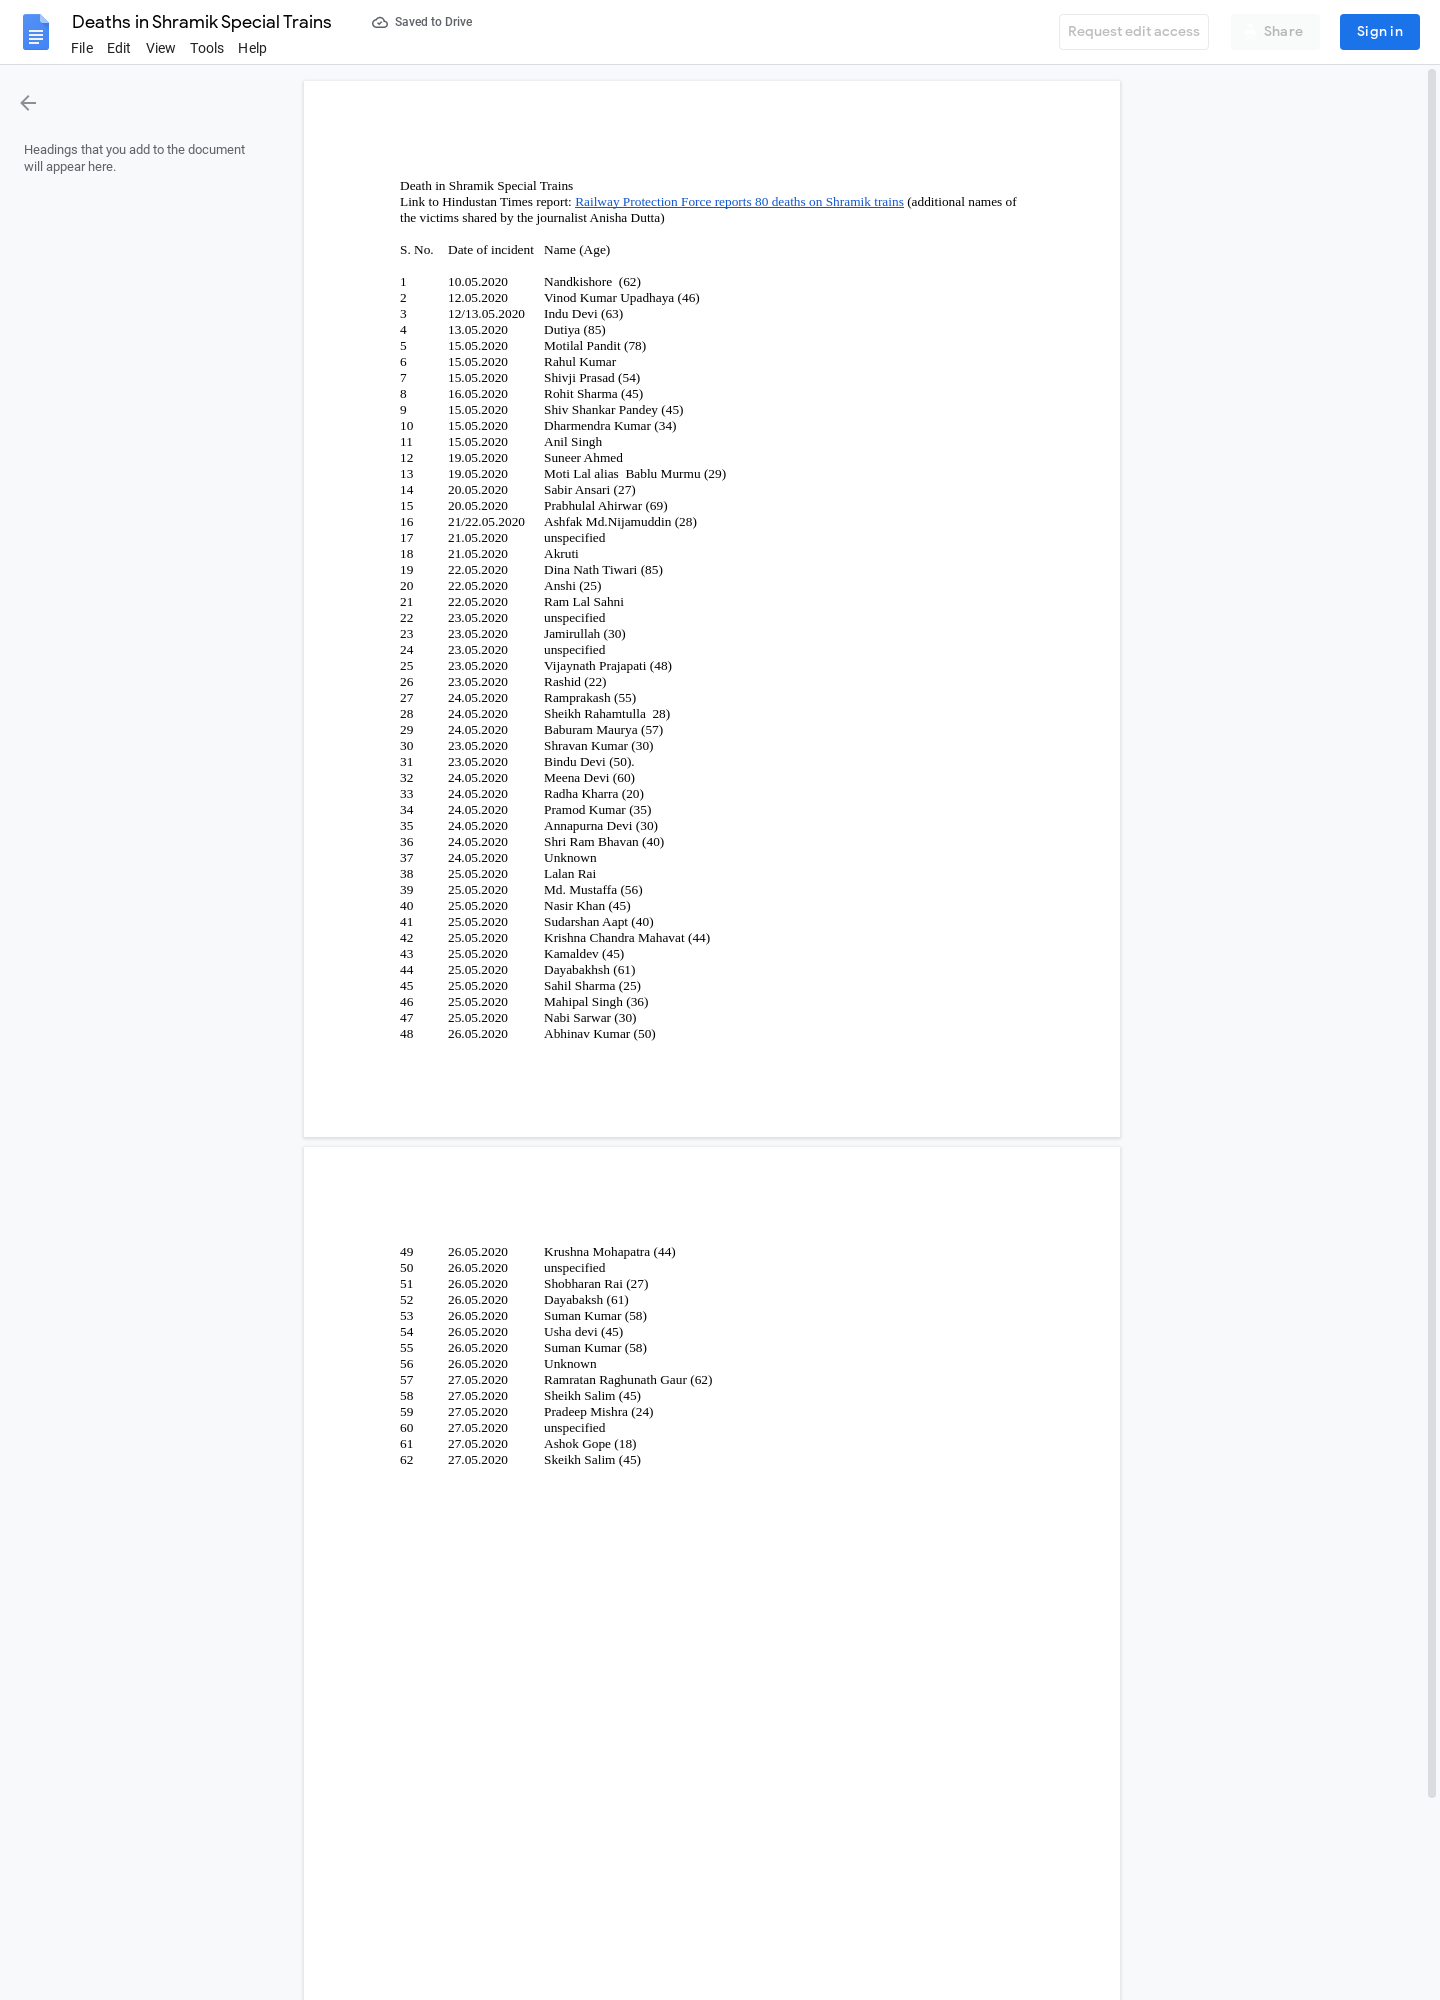 Deaths in Shramik Special Trains
Saved to Drive
File Edit View Tools Help
Request edit access
Share
Sign in
Headings that you add to the document
will appear here.
Death in Shramik Special Trains
Link to Hindustan Times report: Railway Protection Force reports 80 deaths on Shramik trains (additional names of
the victims shared by the journalist Anisha Dutta)
S. No. Date of incident Name (Age)
1 10.05.2020 Nandkishore  (62)
2 12.05.2020 Vinod Kumar Upadhaya (46)
3 12/13.05.2020 Indu Devi (63)
4 13.05.2020 Dutiya (85)
5 15.05.2020 Motilal Pandit (78)
6 15.05.2020 Rahul Kumar
7 15.05.2020 Shivji Prasad (54)
8 16.05.2020 Rohit Sharma (45)
9 15.05.2020 Shiv Shankar Pandey (45)
10 15.05.2020 Dharmendra Kumar (34)
11 15.05.2020 Anil Singh
12 19.05.2020 Suneer Ahmed
13 19.05.2020 Moti Lal alias  Bablu Murmu (29)
14 20.05.2020 Sabir Ansari (27)
15 20.05.2020 Prabhulal Ahirwar (69)
16 21/22.05.2020 Ashfak Md.Nijamuddin (28)
17 21.05.2020 unspecified
18 21.05.2020 Akruti
19 22.05.2020 Dina Nath Tiwari (85)
20 22.05.2020 Anshi (25)
21 22.05.2020 Ram Lal Sahni
22 23.05.2020 unspecified
23 23.05.2020 Jamirullah (30)
24 23.05.2020 unspecified
25 23.05.2020 Vijaynath Prajapati (48)
26 23.05.2020 Rashid (22)
27 24.05.2020 Ramprakash (55)
28 24.05.2020 Sheikh Rahamtulla  28)
29 24.05.2020 Baburam Maurya (57)
30 23.05.2020 Shravan Kumar (30)
31 23.05.2020 Bindu Devi (50).
32 24.05.2020 Meena Devi (60)
33 24.05.2020 Radha Kharra (20)
34 24.05.2020 Pramod Kumar (35)
35 24.05.2020 Annapurna Devi (30)
36 24.05.2020 Shri Ram Bhavan (40)
37 24.05.2020 Unknown
38 25.05.2020 Lalan Rai
39 25.05.2020 Md. Mustaffa (56)
40 25.05.2020 Nasir Khan (45)
41 25.05.2020 Sudarshan Aapt (40)
42 25.05.2020 Krishna Chandra Mahavat (44)
43 25.05.2020 Kamaldev (45)
44 25.05.2020 Dayabakhsh (61)
45 25.05.2020 Sahil Sharma (25)
46 25.05.2020 Mahipal Singh (36)
47 25.05.2020 Nabi Sarwar (30)
48 26.05.2020 Abhinav Kumar (50)
49 26.05.2020 Krushna Mohapatra (44)
50 26.05.2020 unspecified
51 26.05.2020 Shobharan Rai (27)
52 26.05.2020 Dayabaksh (61)
53 26.05.2020 Suman Kumar (58)
54 26.05.2020 Usha devi (45)
55 26.05.2020 Suman Kumar (58)
56 26.05.2020 Unknown
57 27.05.2020 Ramratan Raghunath Gaur (62)
58 27.05.2020 Sheikh Salim (45)
59 27.05.2020 Pradeep Mishra (24)
60 27.05.2020 unspecified
61 27.05.2020 Ashok Gope (18)
62 27.05.2020 Skeikh Salim (45)